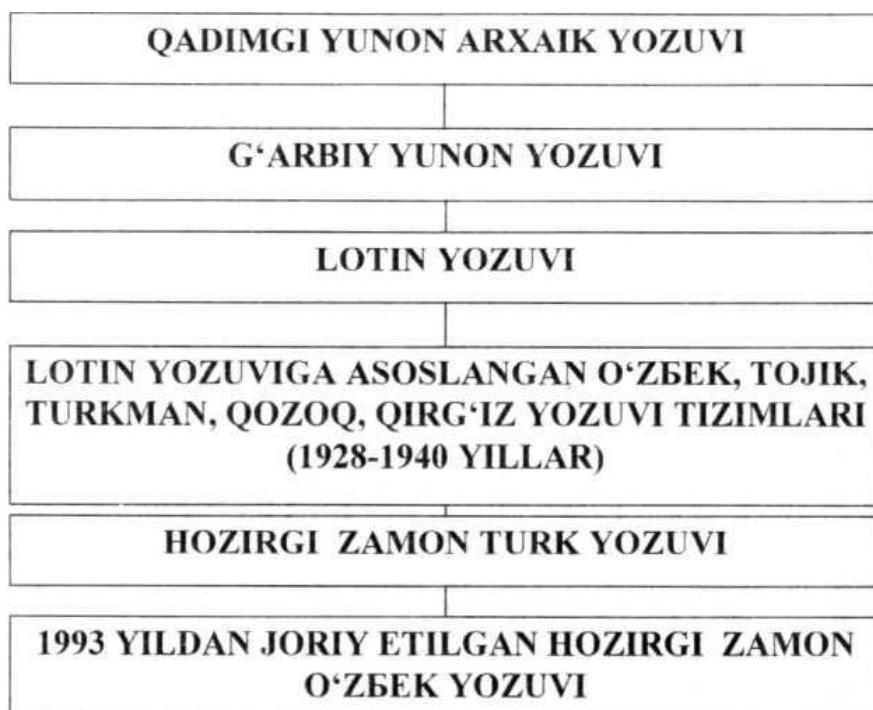 QADIMGI YUNON ARXAIK YOZUVI
G‘ARBIY YUNON YOZUVI
LOTIN YOZUVI
LOTIN YOZUVIGA ASOSLANGAN O‘ZБEK, TOJIK,
TURKMAN, QOZOQ, QIRG‘IZ YOZUVI TIZIMLARI
(1928-1940 YILLAR)
HOZIRGI ZAMON TURK YOZUVI
1993 YILDAN JORIY ETILGAN HOZIRGI ZAMON
O‘ZБEK YOZUVI